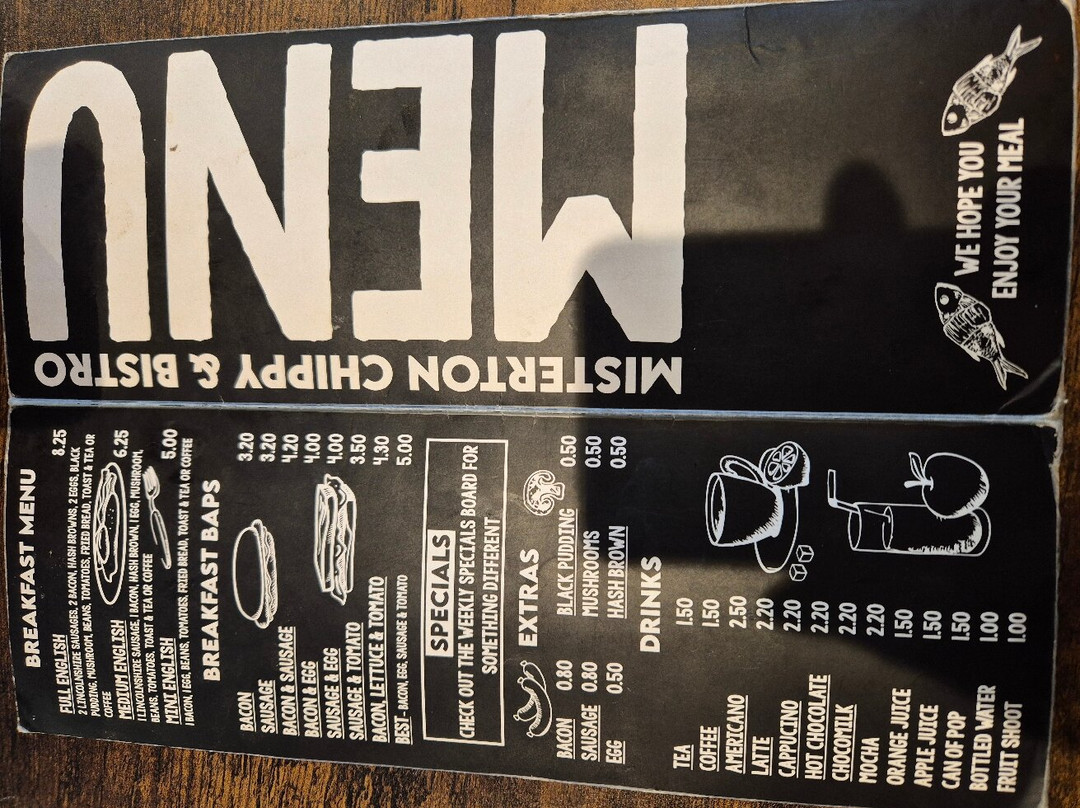 MISTERTON CHIPPY & BISTRO
MENU
WE HOPE YOU
ENJOY YOUR MEAL
BREAKFAST MENU
FULL ENGLISH 8.25
2 LINCOLNSHIRE SAUSAGES, 2 BACON, HASH BROWNS, 2 EGGS, BLACK
PUDDING, MUSHROOM, BEANS, TOMATOES, FRIED BREAD, TOAST & TEA OR
COFFEE
MEDIUM ENGLISH 6.25
1 LINCOLNSHIRE SAUSAGE, 1 BACON, HASH BROWN, 1 EGG, MUSHROOM,
BEANS, TOMATOES, TOAST & TEA OR COFFEE
MINI ENGLISH 5.00
1 BACON, 1 EGG, BEANS, TOMATOES, FRIED BREAD, TOAST & TEA OR COFFEE
BREAKFAST BAPS
BACON 3.20
SAUSAGE 3.20
BACON & SAUSAGE 4.20
BACON & EGG 4.00
SAUSAGE & EGG 4.00
SAUSAGE & TOMATO 3.50
BACON, LETTUCE & TOMATO 4.30
BEST- BACON, EGG, SAUSAGE & TOMATO 5.00
SPECIALS
CHECK OUT THE WEEKLY SPECIALS BOARD FOR
SOMETHING DIFFERENT
EXTRAS
BACON 0.80 BLACK PUDDING 0.50
SAUSAGE 0.80 MUSHROOMS 0.50
EGG 0.50 HASH BROWN 0.50
DRINKS
TEA 1.50
COFFEE 1.50
AMERICANO 2.50
LATTE 2.20
CAPPUCINO 2.20
HOT CHOCOLATE 2.20
CHOCOMILK 2.20
MOCHA 2.20
ORANGE JUICE 1.50
APPLE JUICE 1.50
CAN OF POP 1.50
BOTTLED WATER 1.00
FRUIT SHOOT 1.00